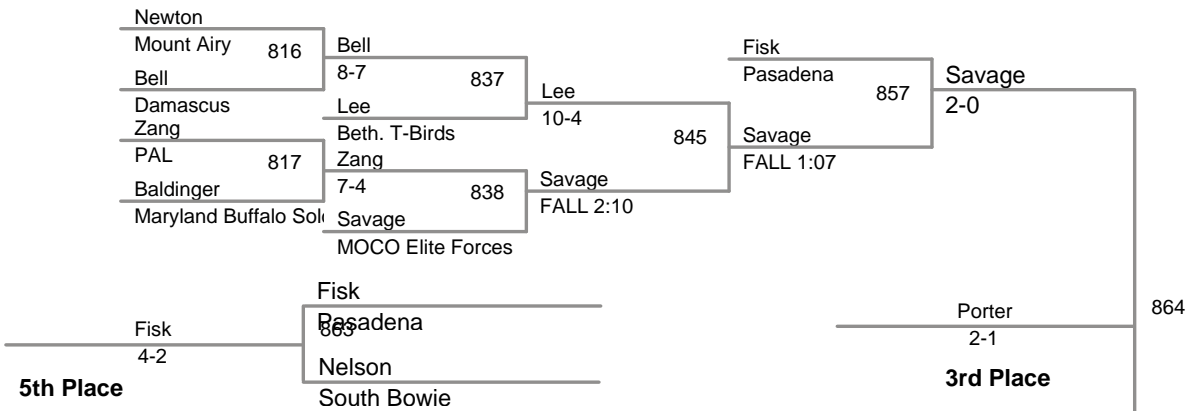 Newton
Mount Airy
816
Bell
Damascus
Zang
PAL
817
Baldinger
Maryland Buffalo Sol
Bell
8-7
837
Lee
Beth. T-Birds
Zang
7-4
838
Savage
MOCO Elite Forces
Lee
10-4
845
Savage
FALL 2:10
Fisk
Pasadena
857
Savage
FALL 1:07
Savage
2-0
864
Porter
2-1
3rd Place
Fisk
Pasadena
863
Nelson
South Bowie
Fisk
4-2
5th Place